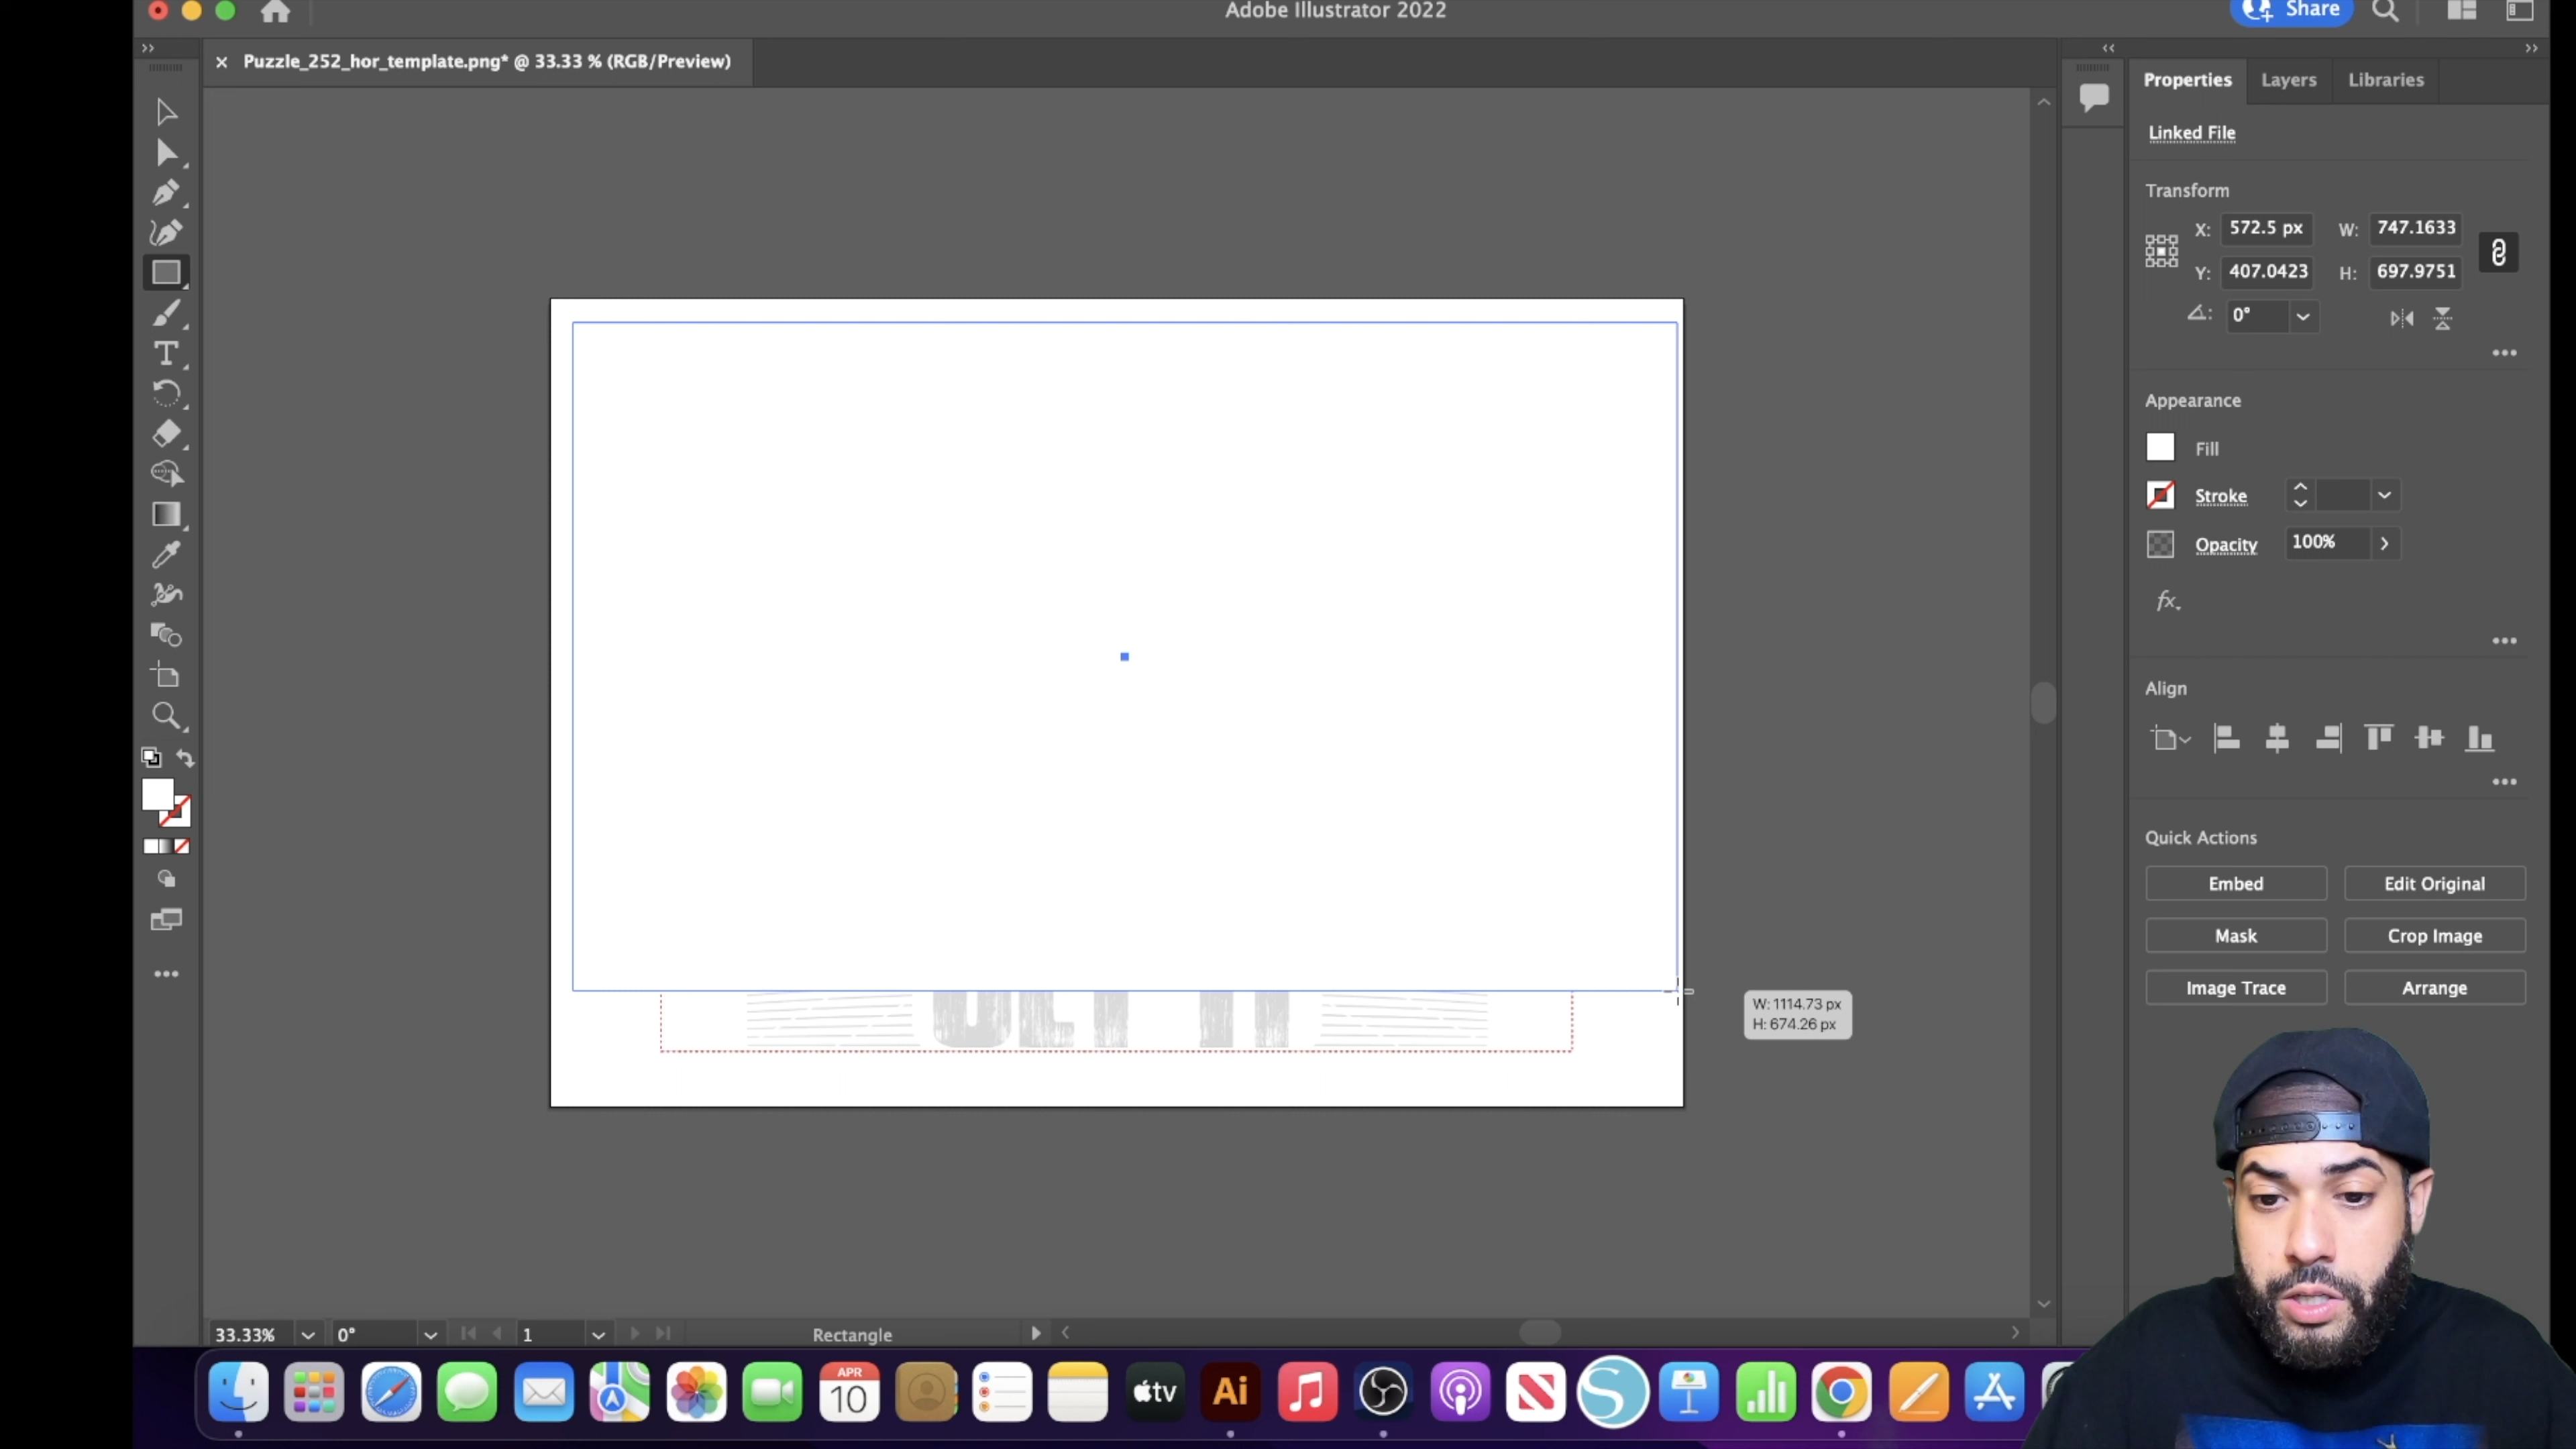 Adobe Illustrator 2022
Share
Puzzle_252_hor_template.png* @ 33.33 % (RGB/Preview)
Properties
Layers
Libraries
Linked File
Transform
X: 572.5 px
W: 747.1633
Y: 407.0423
H: 697.9751
0°
Appearance
Fill
Stroke
Opacity
100%
fx
Align
Quick Actions
Embed
Edit Original
Mask
Crop Image
Image Trace
Arrange
W: 1114.73 px
H: 674.26 px
33.33%
0°
1
Rectangle
APR
10
tv
Ai